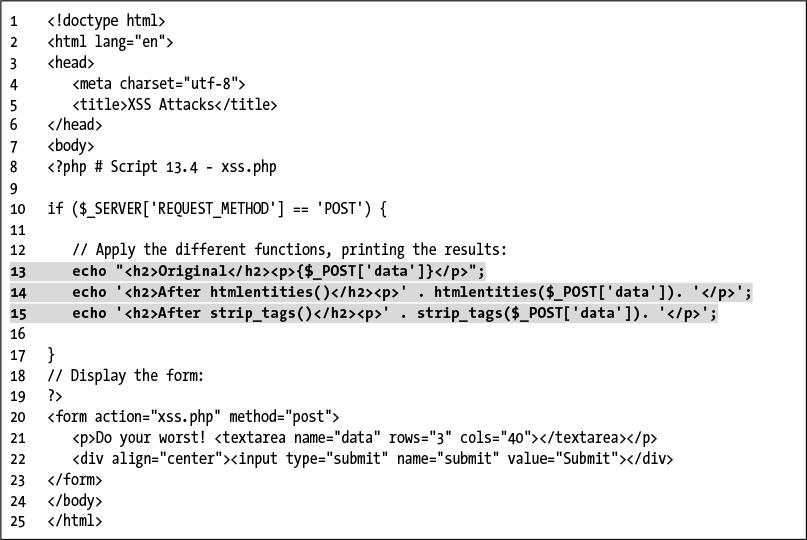 1 <!doctype html>
2 <html lang="en">
3 <head>
4 <meta charset="utf-8">
5 <title>XSS Attacks</title>
6 </head>
7 <body>
8 <?php # Script 13.4 - xss.php
9
10 if ($_SERVER['REQUEST_METHOD'] == 'POST') {
11
12 // Apply the different functions, printing the results:
13 echo "<h2>Original</h2><p>{$_POST['data']}</p>";
14 echo '<h2>After htmlentities()</h2><p>' . htmlentities($_POST['data']). '</p>';
15 echo '<h2>After strip_tags()</h2><p>' . strip_tags($_POST['data']). '</p>';
16
17 }
18 // Display the form:
19 ?>
20 <form action="xss.php" method="post">
21 <p>Do your worst! <textarea name="data" rows="3" cols="40"></textarea></p>
22 <div align="center"><input type="submit" name="submit" value="Submit"></div>
23 </form>
24 </body>
25 </html>